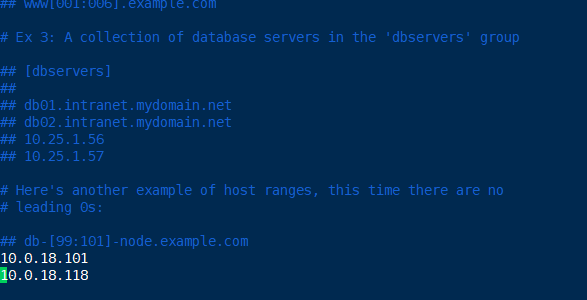 ## www[001:006].example.com
# Ex 3: A collection of database servers in the 'dbservers' group
## [dbservers]
##
## db01.intranet.mydomain.net
## db02.intranet.mydomain.net
## 10.25.1.56
## 10.25.1.57
# Here's another example of host ranges, this time there are no
# leading 0s:
## db-[99:101]-node.example.com
10.0.18.101
10.0.18.118